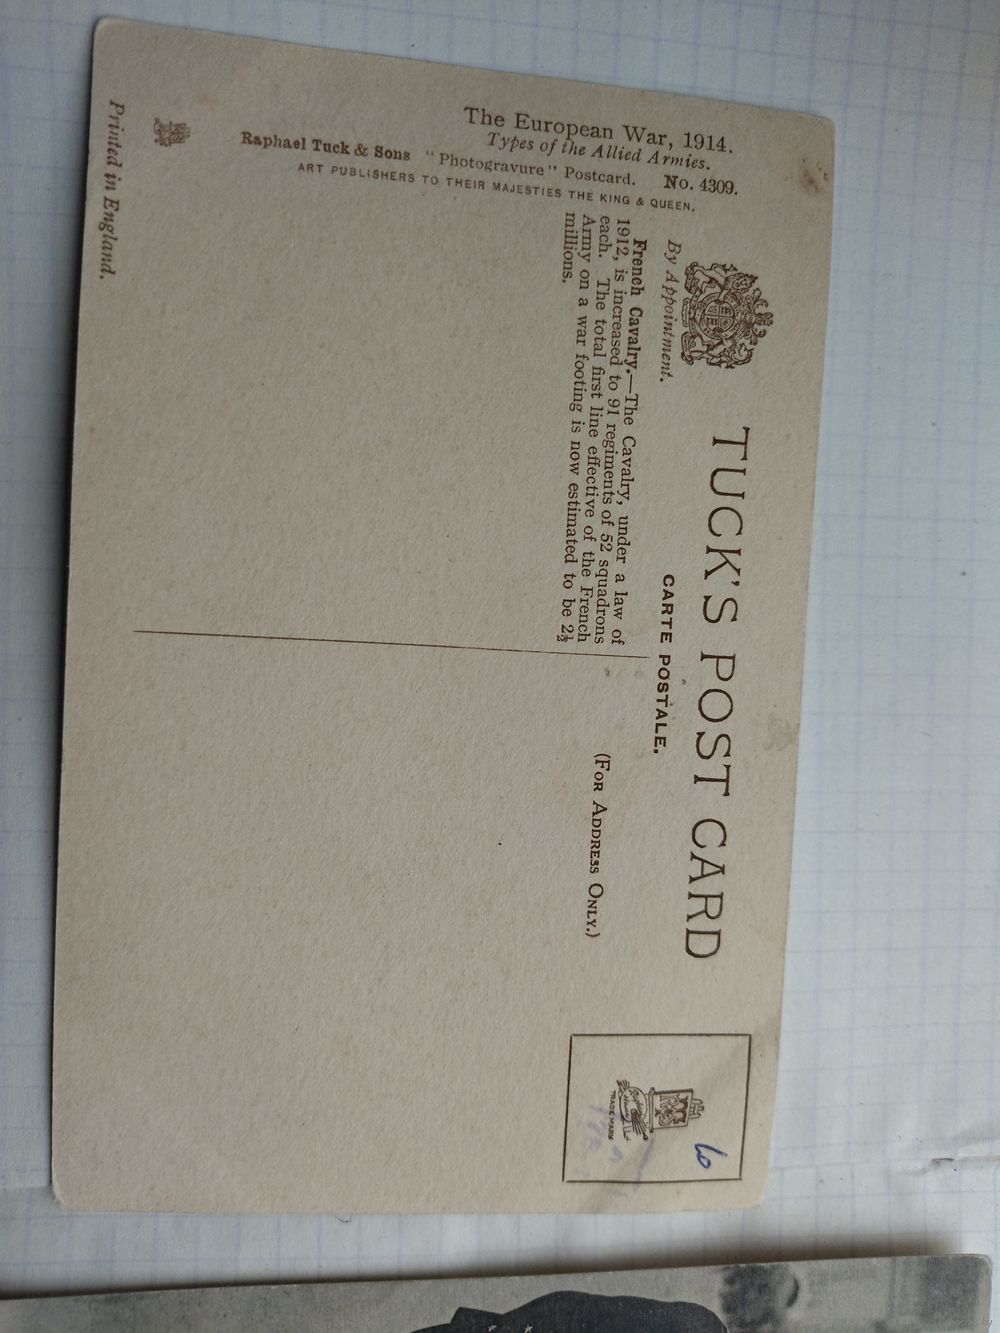 TUCK'S POST CARD
By Appointment.
CARTE POSTALE.
(FOR ADDRESS ONLY.)
French Cavalry.—The Cavalry, under a law of
1912, is increased to 91 regiments of 52 squadrons
each. The total first line effective of the French
Army on a war footing is now estimated to be 2½
millions.
The European War, 1914.
Types of the Allied Armies.
Raphael Tuck & Sons "Photogravure" Postcard. No. 4309.
ART PUBLISHERS TO THEIR MAJESTIES THE KING & QUEEN.
Printed in England.
TRADE MARK